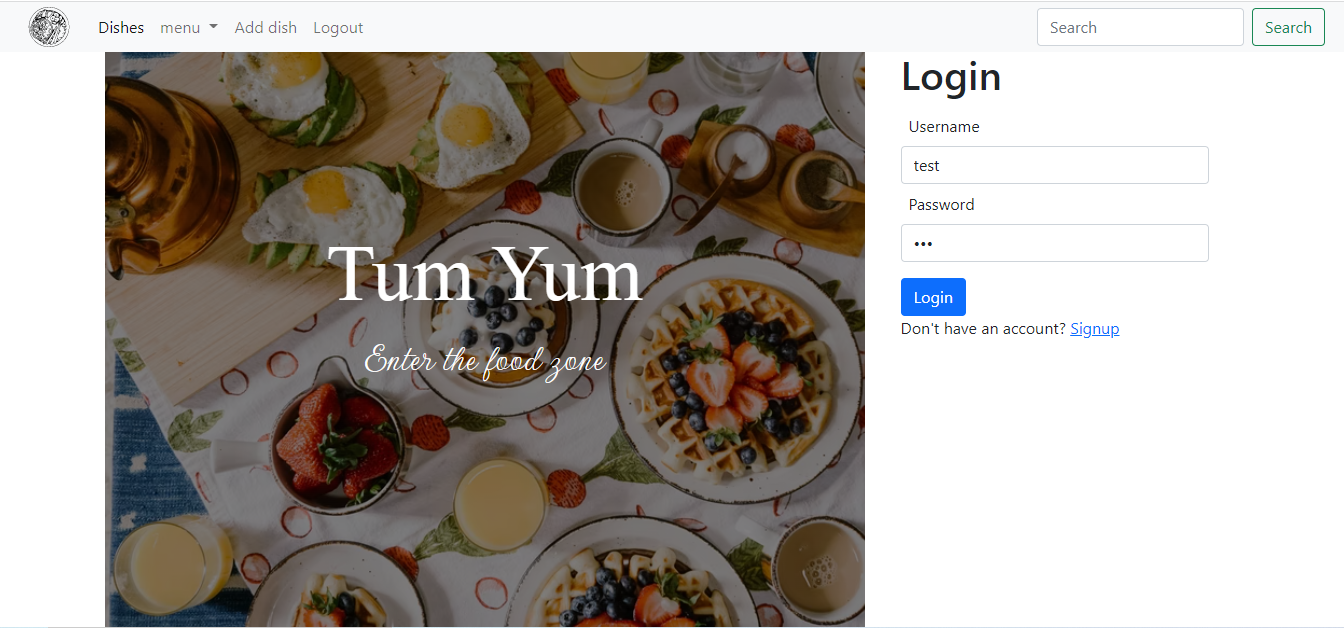 Dishes menu Add dish Logout Search Search
Tum Yum
Enter the food zone
Login
Username
test
Password
•••
Login
Don't have an account? Signup